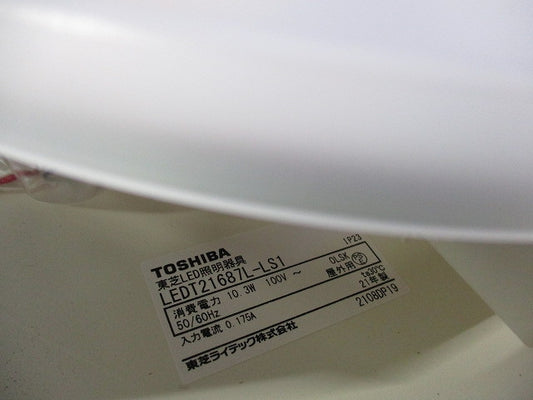 TOSHIBA IP23
東芝LED照明器具
LEDT21687L-LS1 OLSK
消費電力 10.3W 100V ~ 屋外用
50/60Hz ta30℃
入力電流 0.175A 21年製
2108DP19
東芝ライテック株式会社